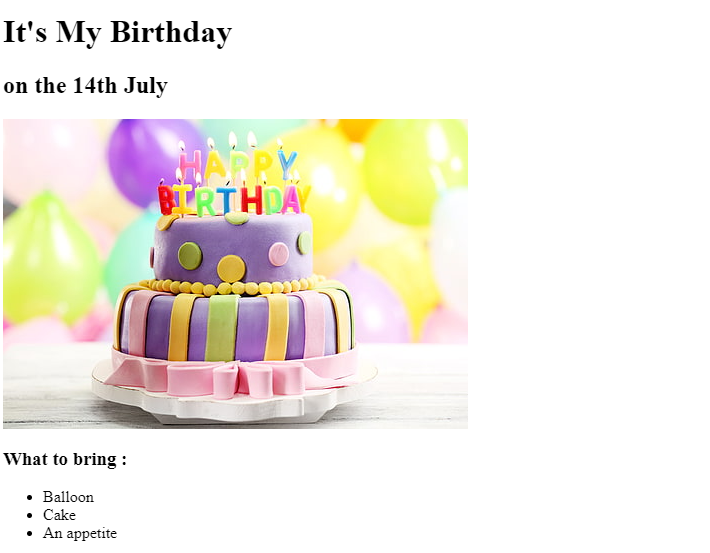 It's My Birthday
on the 14th July
HAPPY
BIRTHDAY
What to bring :
Balloon
Cake
An appetite